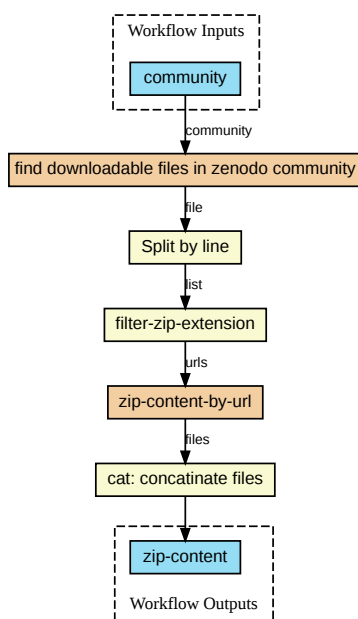 Workflow Inputs
community
community
find downloadable files in zenodo community
file
Split by line
list
filter-zip-extension
urls
zip-content-by-url
files
cat: concatinate files
zip-content
Workflow Outputs